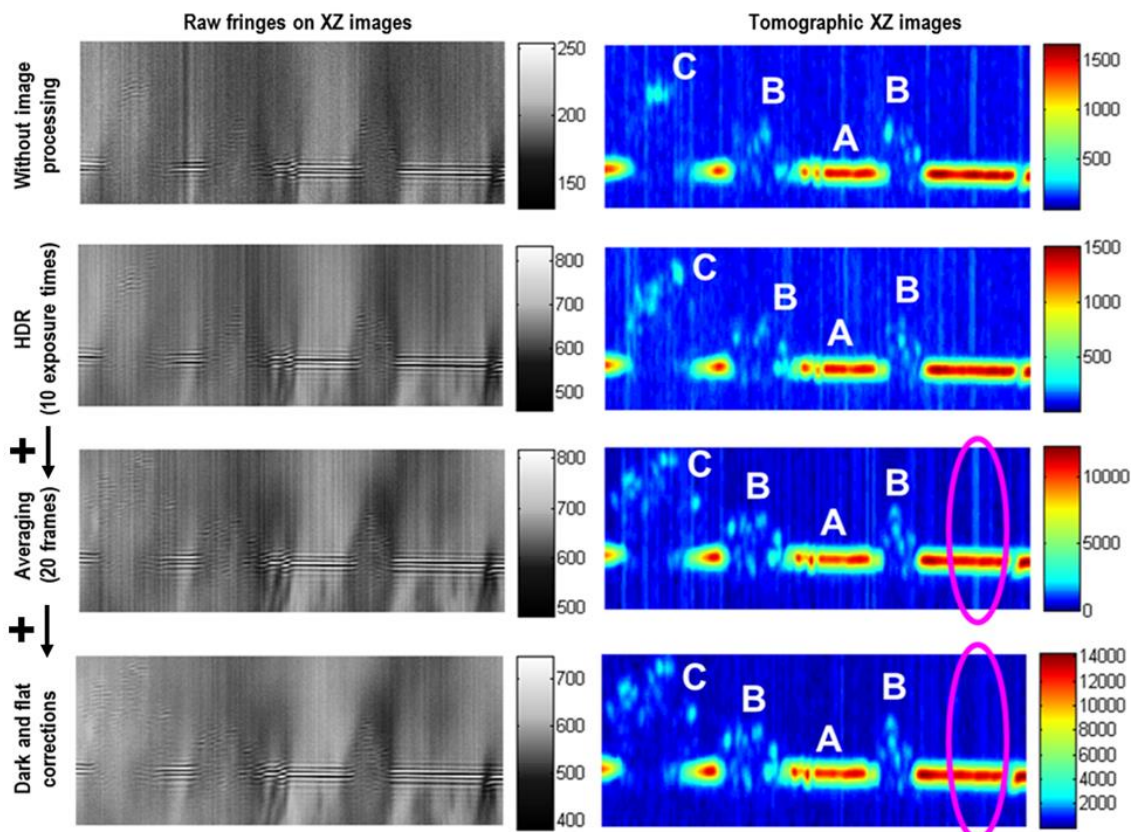 Raw fringes on XZ images
Tomographic XZ images
Without image
processing)
250
200
150
C
B
B
A
1500
1000
500
HDR
(10 exposure times)
800
700
600
500
C
B
B
A
1500
1000
500
+
Averaging
(20 frames)
800
700
600
500
C
B
B
A
10000
5000
0
+
Dark and flat
corrections
700
600
500
400
C
B
B
A
14000
12000
10000
8000
6000
4000
2000